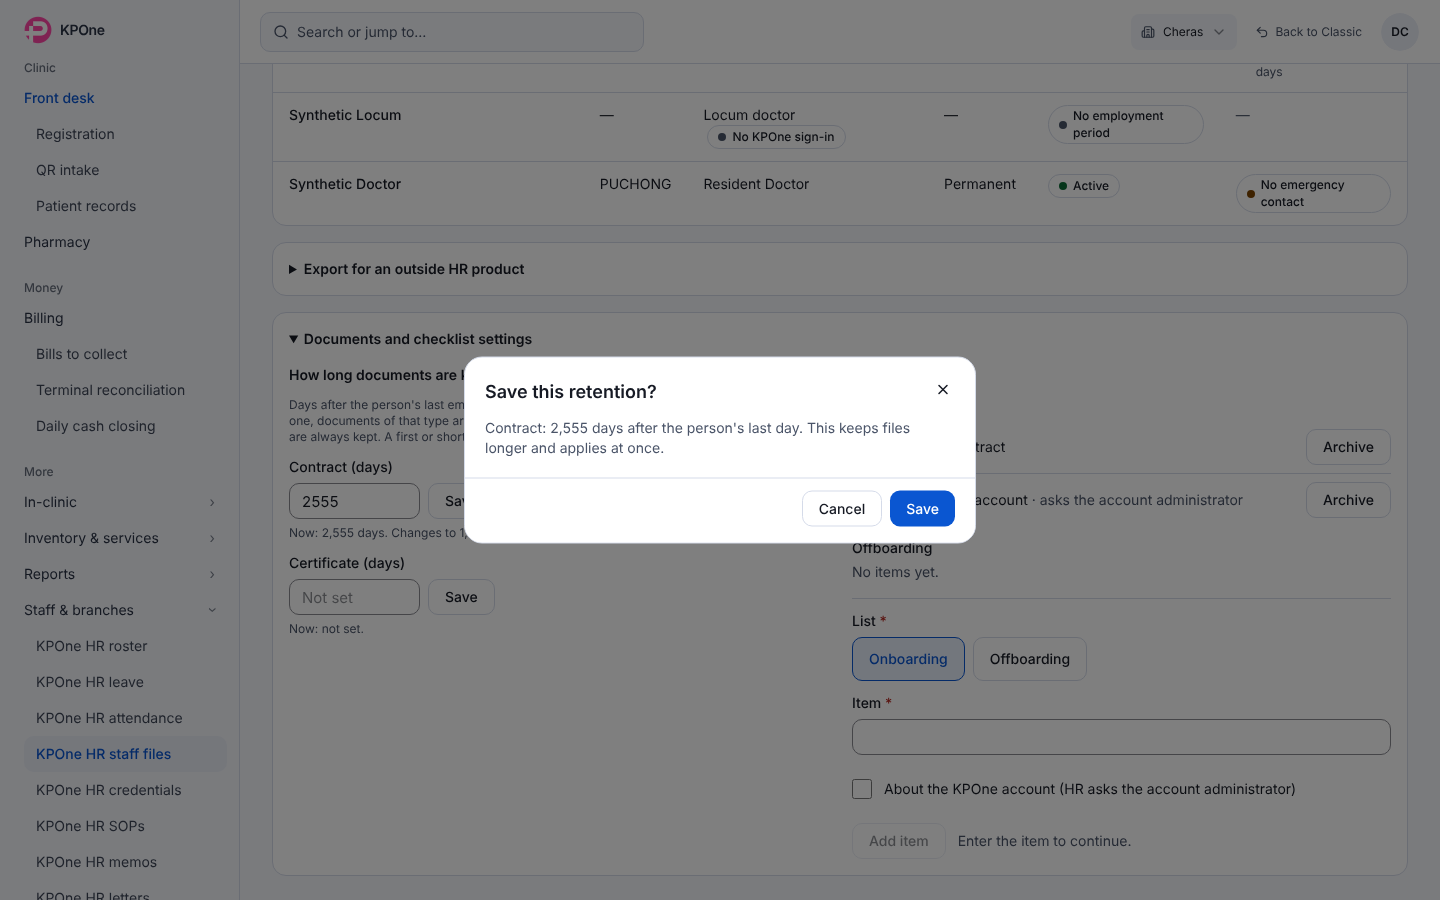 KPOne
Search or jump to...
Cheras
Back to Classic
DC
Clinic
Front desk
Registration
QR intake
Patient records
Pharmacy
Money
Billing
Bills to collect
Terminal reconciliation
Daily cash closing
More
In-clinic
Inventory & services
Reports
Staff & branches
KPOne HR roster
KPOne HR leave
KPOne HR attendance
KPOne HR staff files
KPOne HR credentials
KPOne HR SOPs
KPOne HR memos
KPOne HR letters
days
Synthetic Locum
—
Locum doctor
No KPOne sign-in
—
No employment
period
—
Synthetic Doctor
PUCHONG
Resident Doctor
Permanent
Active
No emergency
contact
Export for an outside HR product
Documents and checklist settings
How long documents are
Days after the person's last em
one, documents of that type ar
are always kept. A first or short
Contract (days)
2555
Sav
Now: 2,555 days. Changes to 1,
Certificate (days)
Not set
Save
Now: not set.
Save this retention?
Contract: 2,555 days after the person's last day. This keeps files
longer and applies at once.
Cancel
Save
tract
Archive
account · asks the account administrator
Archive
Offboarding
No items yet.
List *
Onboarding
Offboarding
Item *
About the KPOne account (HR asks the account administrator)
Add item
Enter the item to continue.